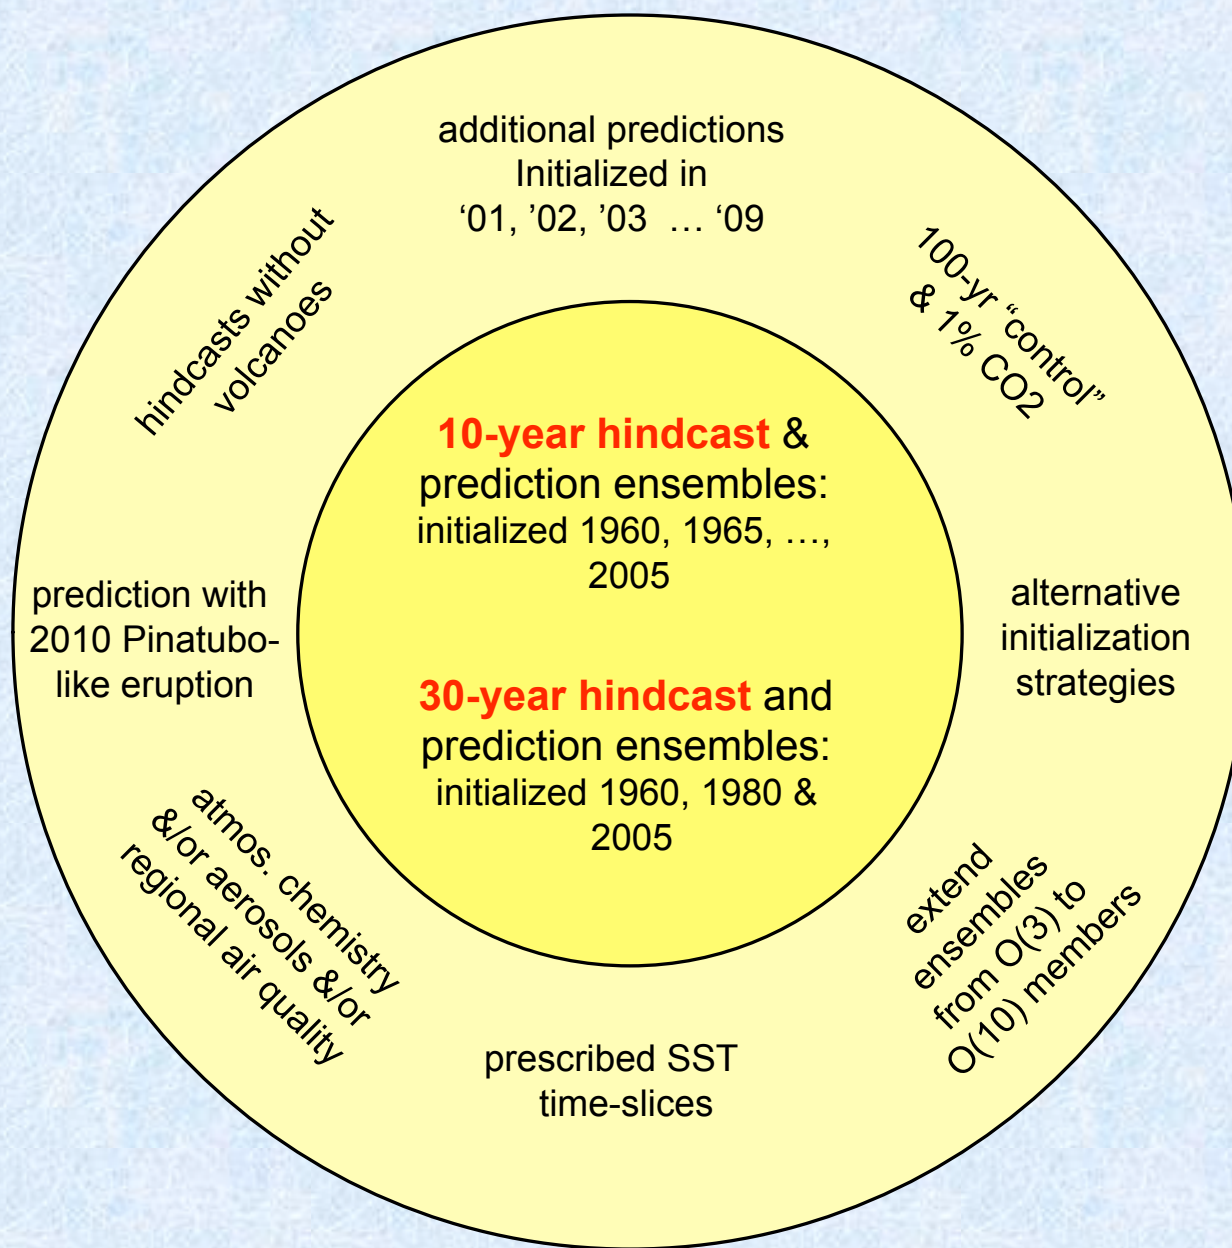 additional predictions
Initialized in
‘01, ’02, ’03 … ‘09
100-yr “control”
& 1% CO2
alternative
initialization
strategies
extend
ensembles
from O(3) to
O(10) members
prescribed SST
time-slices
atmos. chemistry
&/or aerosols &/or
regional air quality
prediction with
2010 Pinatubo-
like eruption
hindcasts without
volcanoes
10-year hindcast &
prediction ensembles:
initialized 1960, 1965, …,
2005
30-year hindcast and
prediction ensembles:
initialized 1960, 1980 &
2005